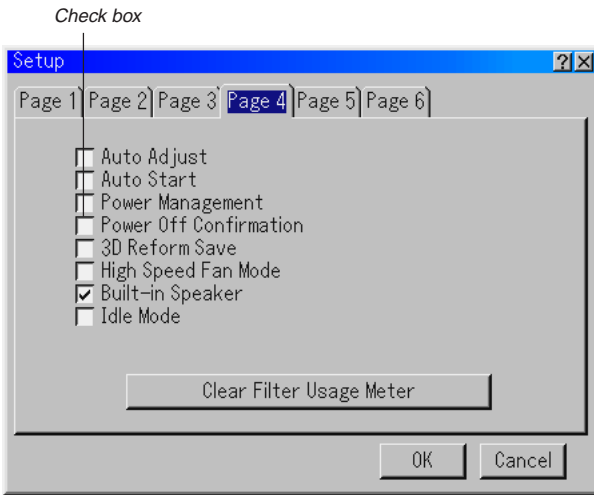 Check box
Setup
Page 1 Page 2 Page 3 Page 4 Page 5 Page 6
Auto Adjust
Auto Start
Power Management
Power Off Confirmation
3D Reform Save
High Speed Fan Mode
Built-in Speaker
Idle Mode
Clear Filter Usage Meter
OK Cancel